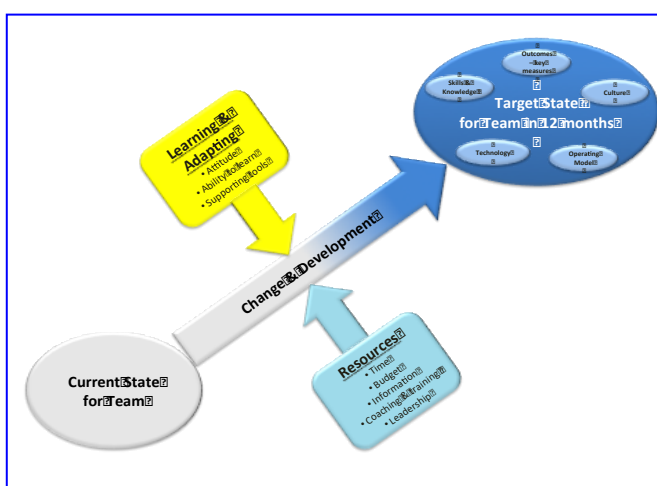 Outcomes
– key
measures
Skills &
Knowledge
Culture
Target State
for Team in 12 months
Technology
Operating
Model
Learning &
Adapting
• Attitude
• Ability to learn
• Supporting tools
Change & Development
Resources
• Time
• Budget
• Information
• Coaching & training
• Leadership
Current State
for Team